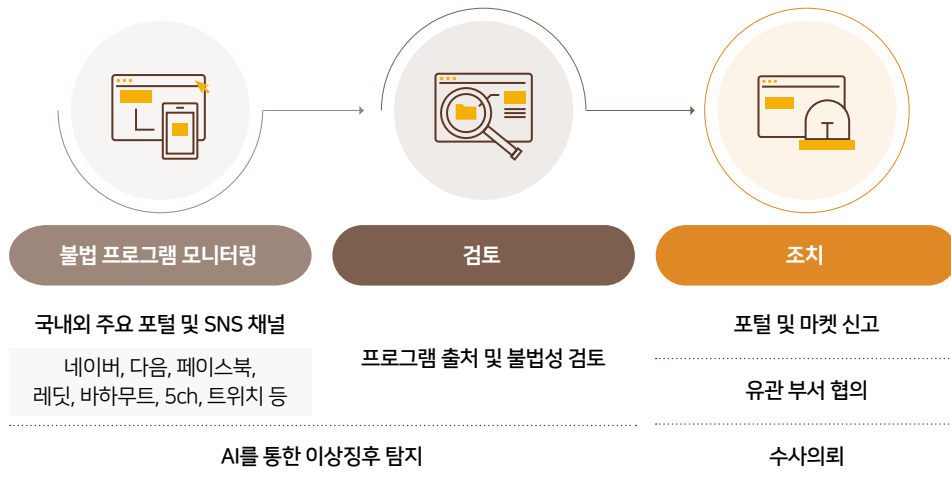 불법 프로그램 모니터링
검토
조치
국내외 주요 포털 및 SNS 채널
네이버, 다음, 페이스북,
레딧, 바하무트, 5ch, 트위치 등
프로그램 출처 및 불법성 검토
AI를 통한 이상징후 탐지
포털 및 마켓 신고
유관 부서 협의
수사의뢰